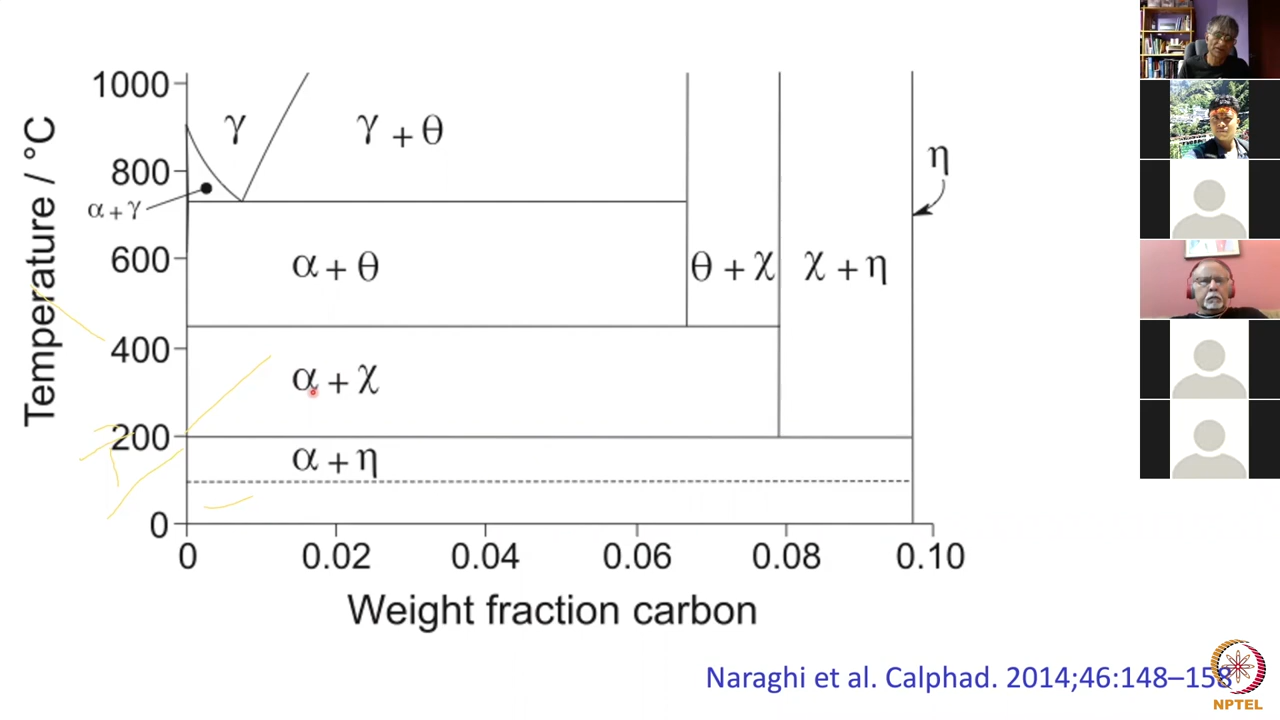 1000
800
600
400
200
0
Temperature / °C
γ
γ + θ
α + γ
α + θ
θ + χ
χ + η
η
α + χ
α + η
0
0.02
0.04
0.06
0.08
0.10
Weight fraction carbon
Naraghi et al. Calphad. 2014;46:148–158
NPTEL